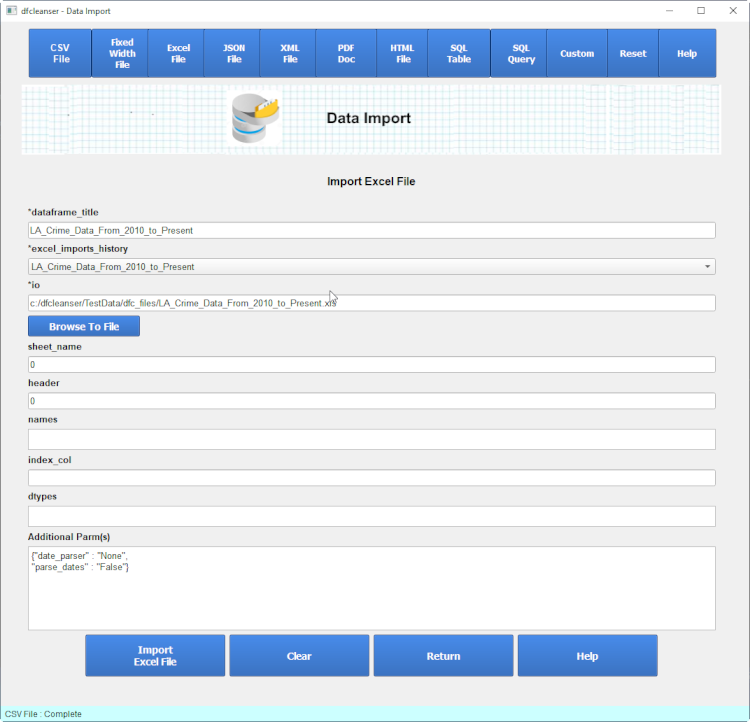 dfcleanser - Data Import
CSV
File
Fixed
Width
File
Excel
File
JSON
File
XML
File
PDF
Doc
HTML
File
SQL
Table
SQL
Query
Custom
Reset
Help
Data Import
Import Excel File
*dataframe_title
LA_Crime_Data_From_2010_to_Present
*excel_imports_history
LA_Crime_Data_From_2010_to_Present
*io
c:/dfcleanser/TestData/dfc_files/LA_Crime_Data_From_2010_to_Present.xls
Browse To File
sheet_name
0
header
0
names
index_col
dtypes
Additional Parm(s)
{"date_parser" : "None",
"parse_dates" : "False"}
Import
Excel File
Clear
Return
Help
CSV File : Complete